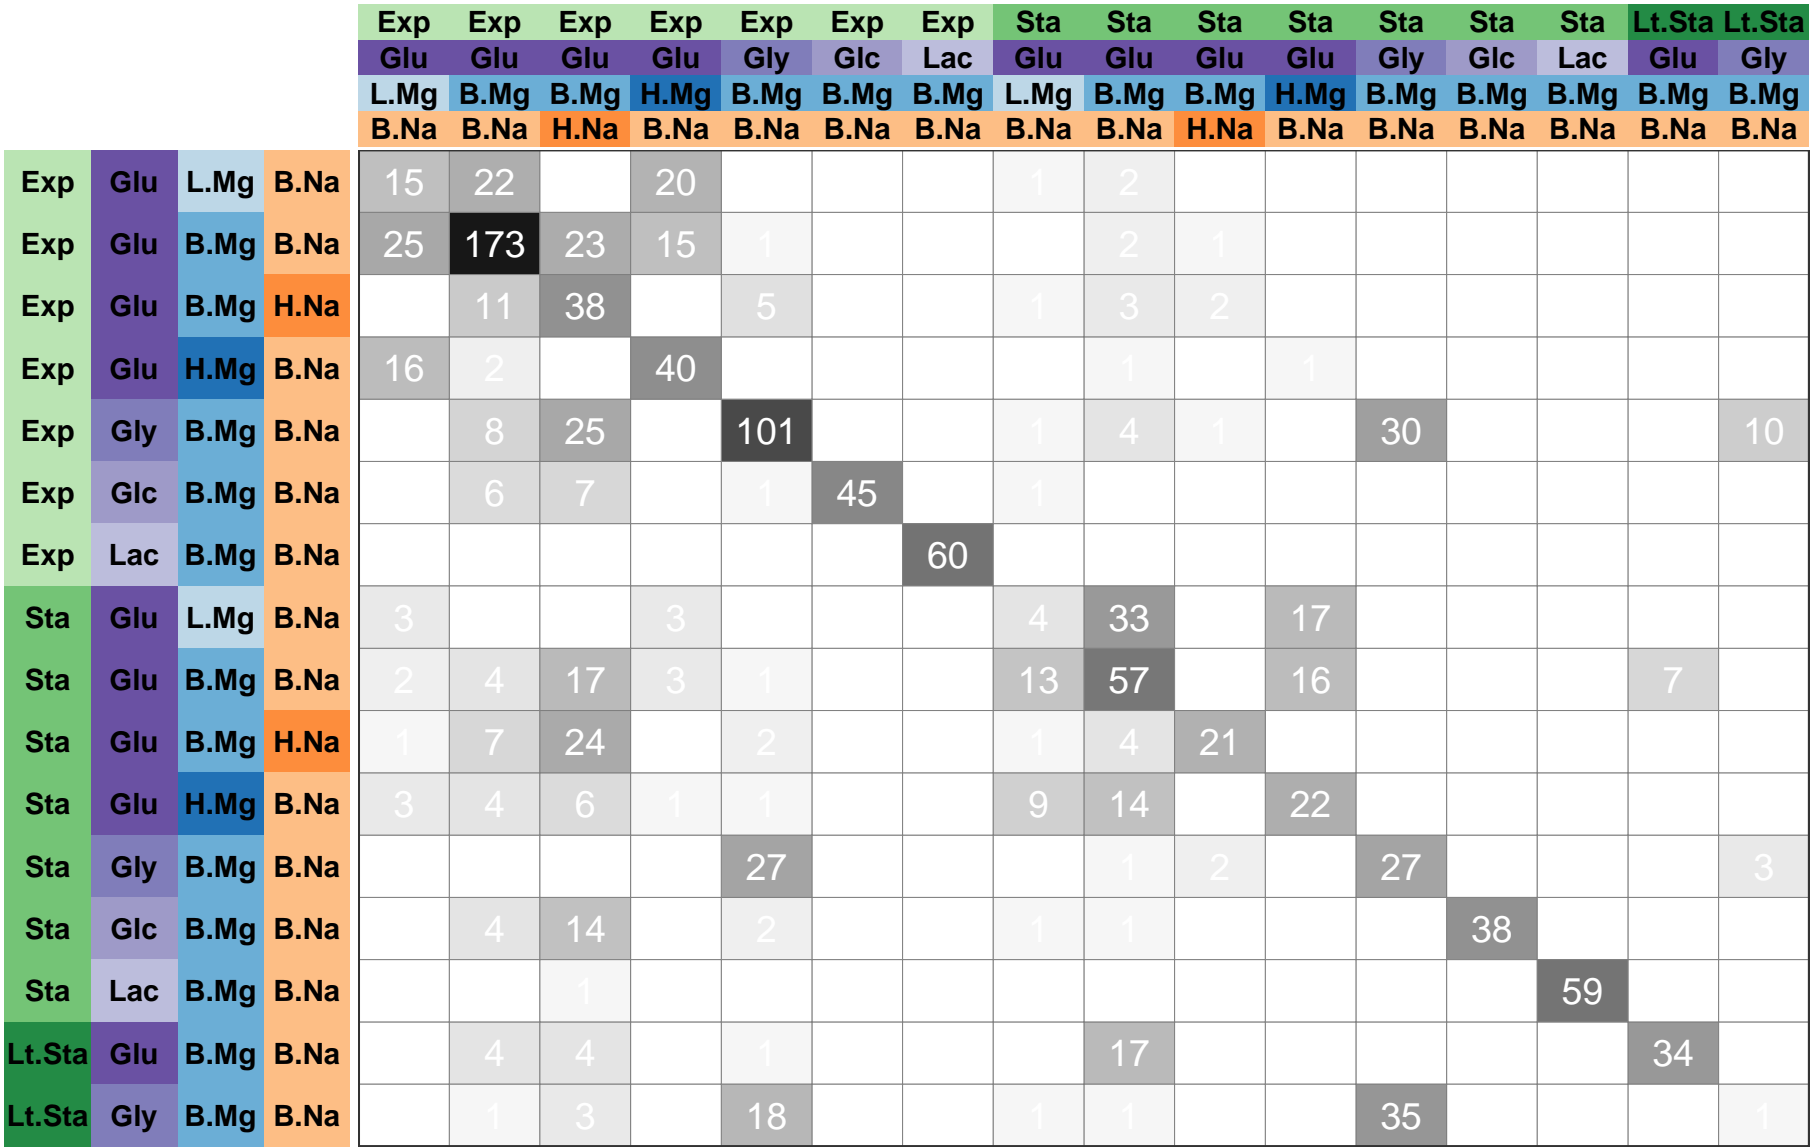 Exp Exp Exp Exp Exp Exp Exp Sta Sta Sta Sta Sta Sta Sta Lt.Sta Lt.Sta
Glu Glu Glu Glu Gly Glc Lac Glu Glu Glu Glu Gly Glc Lac Glu Gly
L.Mg B.Mg B.Mg H.Mg B.Mg B.Mg B.Mg L.Mg B.Mg B.Mg H.Mg B.Mg B.Mg B.Mg B.Mg B.Mg
B.Na B.Na H.Na B.Na B.Na B.Na B.Na B.Na B.Na H.Na B.Na B.Na B.Na B.Na B.Na B.Na
Exp Glu L.Mg B.Na 15 22 20 1 2
Exp Glu B.Mg B.Na 25 173 23 15 1 2 1
Exp Glu B.Mg H.Na 11 38 5 1 3 2
Exp Glu H.Mg B.Na 16 2 40 1 1
Exp Gly B.Mg B.Na 8 25 101 1 4 1 30 10
Exp Glc B.Mg B.Na 6 7 1 45 1
Exp Lac B.Mg B.Na 60
Sta Glu L.Mg B.Na 3 3 4 33 17
Sta Glu B.Mg B.Na 2 4 17 3 1 13 57 16 7
Sta Glu B.Mg H.Na 1 7 24 2 1 4 21
Sta Glu H.Mg B.Na 3 4 6 1 1 9 14 22
Sta Gly B.Mg B.Na 27 1 2 27 3
Sta Glc B.Mg B.Na 4 14 2 1 1 38
Sta Lac B.Mg B.Na 1 59
Lt.Sta Glu B.Mg B.Na 4 4 1 17 34
Lt.Sta Gly B.Mg B.Na 1 3 18 1 1 35 1